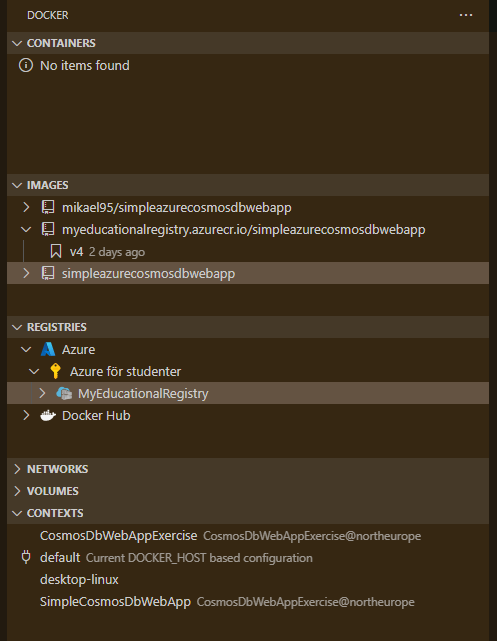 DOCKER
CONTAINERS
No items found
IMAGES
mikael95/simpleazurecosmosdbwebapp
myeducationalregistry.azurecr.io/simpleazurecosmosdbwebapp
v4 2 days ago
simpleazurecosmosdbwebapp
REGISTRIES
Azure
Azure för studenter
MyEducationalRegistry
Docker Hub
NETWORKS
VOLUMES
CONTEXTS
CosmosDbWebAppExercise CosmosDbWebAppExercise@northeurope
default Current DOCKER_HOST based configuration
desktop-linux
SimpleCosmosDbWebApp CosmosDbWebAppExercise@northeurope